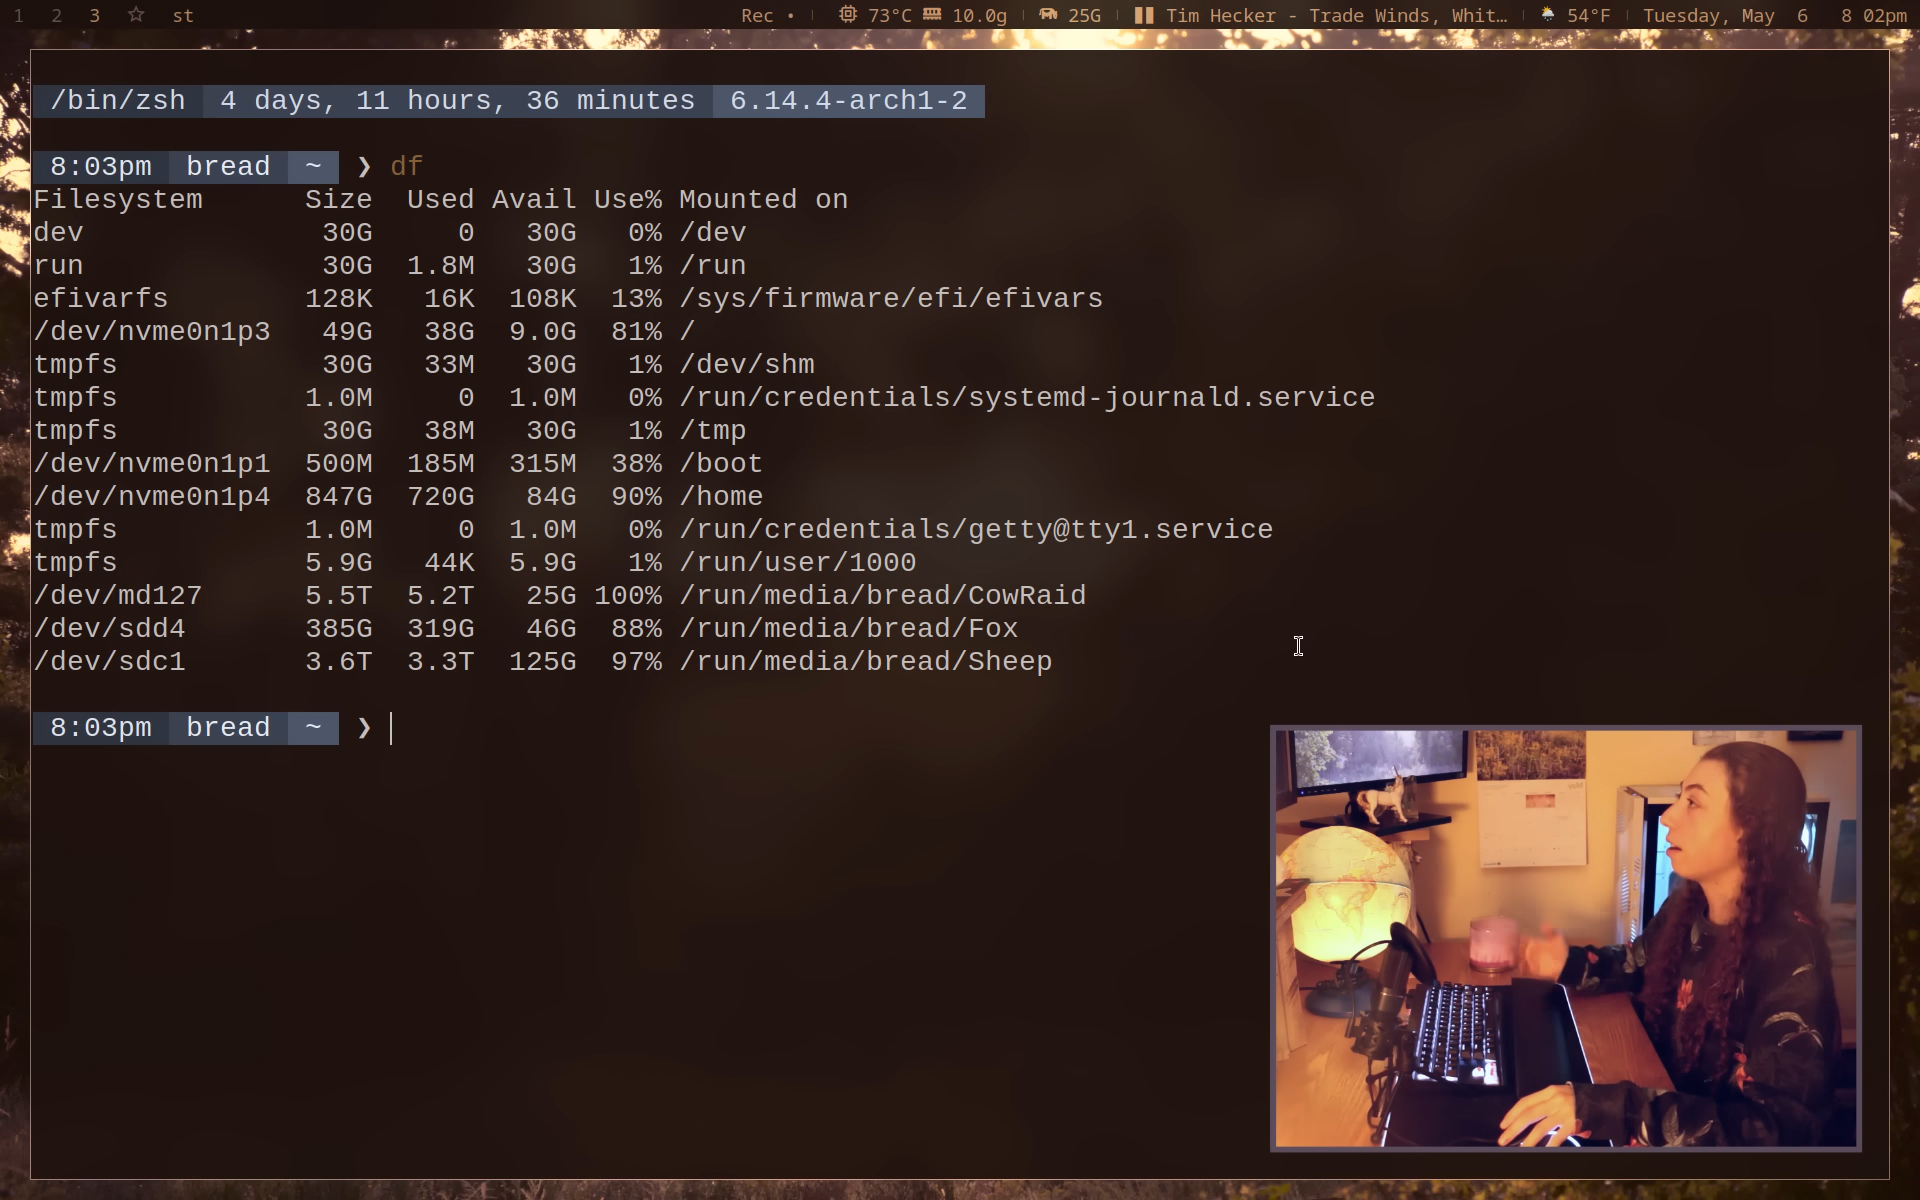 1 2 3 ☆ st Rec • 73°C 10.0g 25G Tim Hecker - Trade Winds, Whit… 54°F Tuesday, May 6 8 02pm
/bin/zsh 4 days, 11 hours, 36 minutes 6.14.4-arch1-2
8:03pm bread ~ ❯ df
Filesystem Size Used Avail Use% Mounted on
dev 30G 0 30G 0% /dev
run 30G 1.8M 30G 1% /run
efivarfs 128K 16K 108K 13% /sys/firmware/efi/efivars
/dev/nvme0n1p3 49G 38G 9.0G 81% /
tmpfs 30G 33M 30G 1% /dev/shm
tmpfs 1.0M 0 1.0M 0% /run/credentials/systemd-journald.service
tmpfs 30G 38M 30G 1% /tmp
/dev/nvme0n1p1 500M 185M 315M 38% /boot
/dev/nvme0n1p4 847G 720G 84G 90% /home
tmpfs 1.0M 0 1.0M 0% /run/credentials/getty@tty1.service
tmpfs 5.9G 44K 5.9G 1% /run/user/1000
/dev/md127 5.5T 5.2T 25G 100% /run/media/bread/CowRaid
/dev/sdd4 385G 319G 46G 88% /run/media/bread/Fox
/dev/sdc1 3.6T 3.3T 125G 97% /run/media/bread/Sheep
8:03pm bread ~ ❯